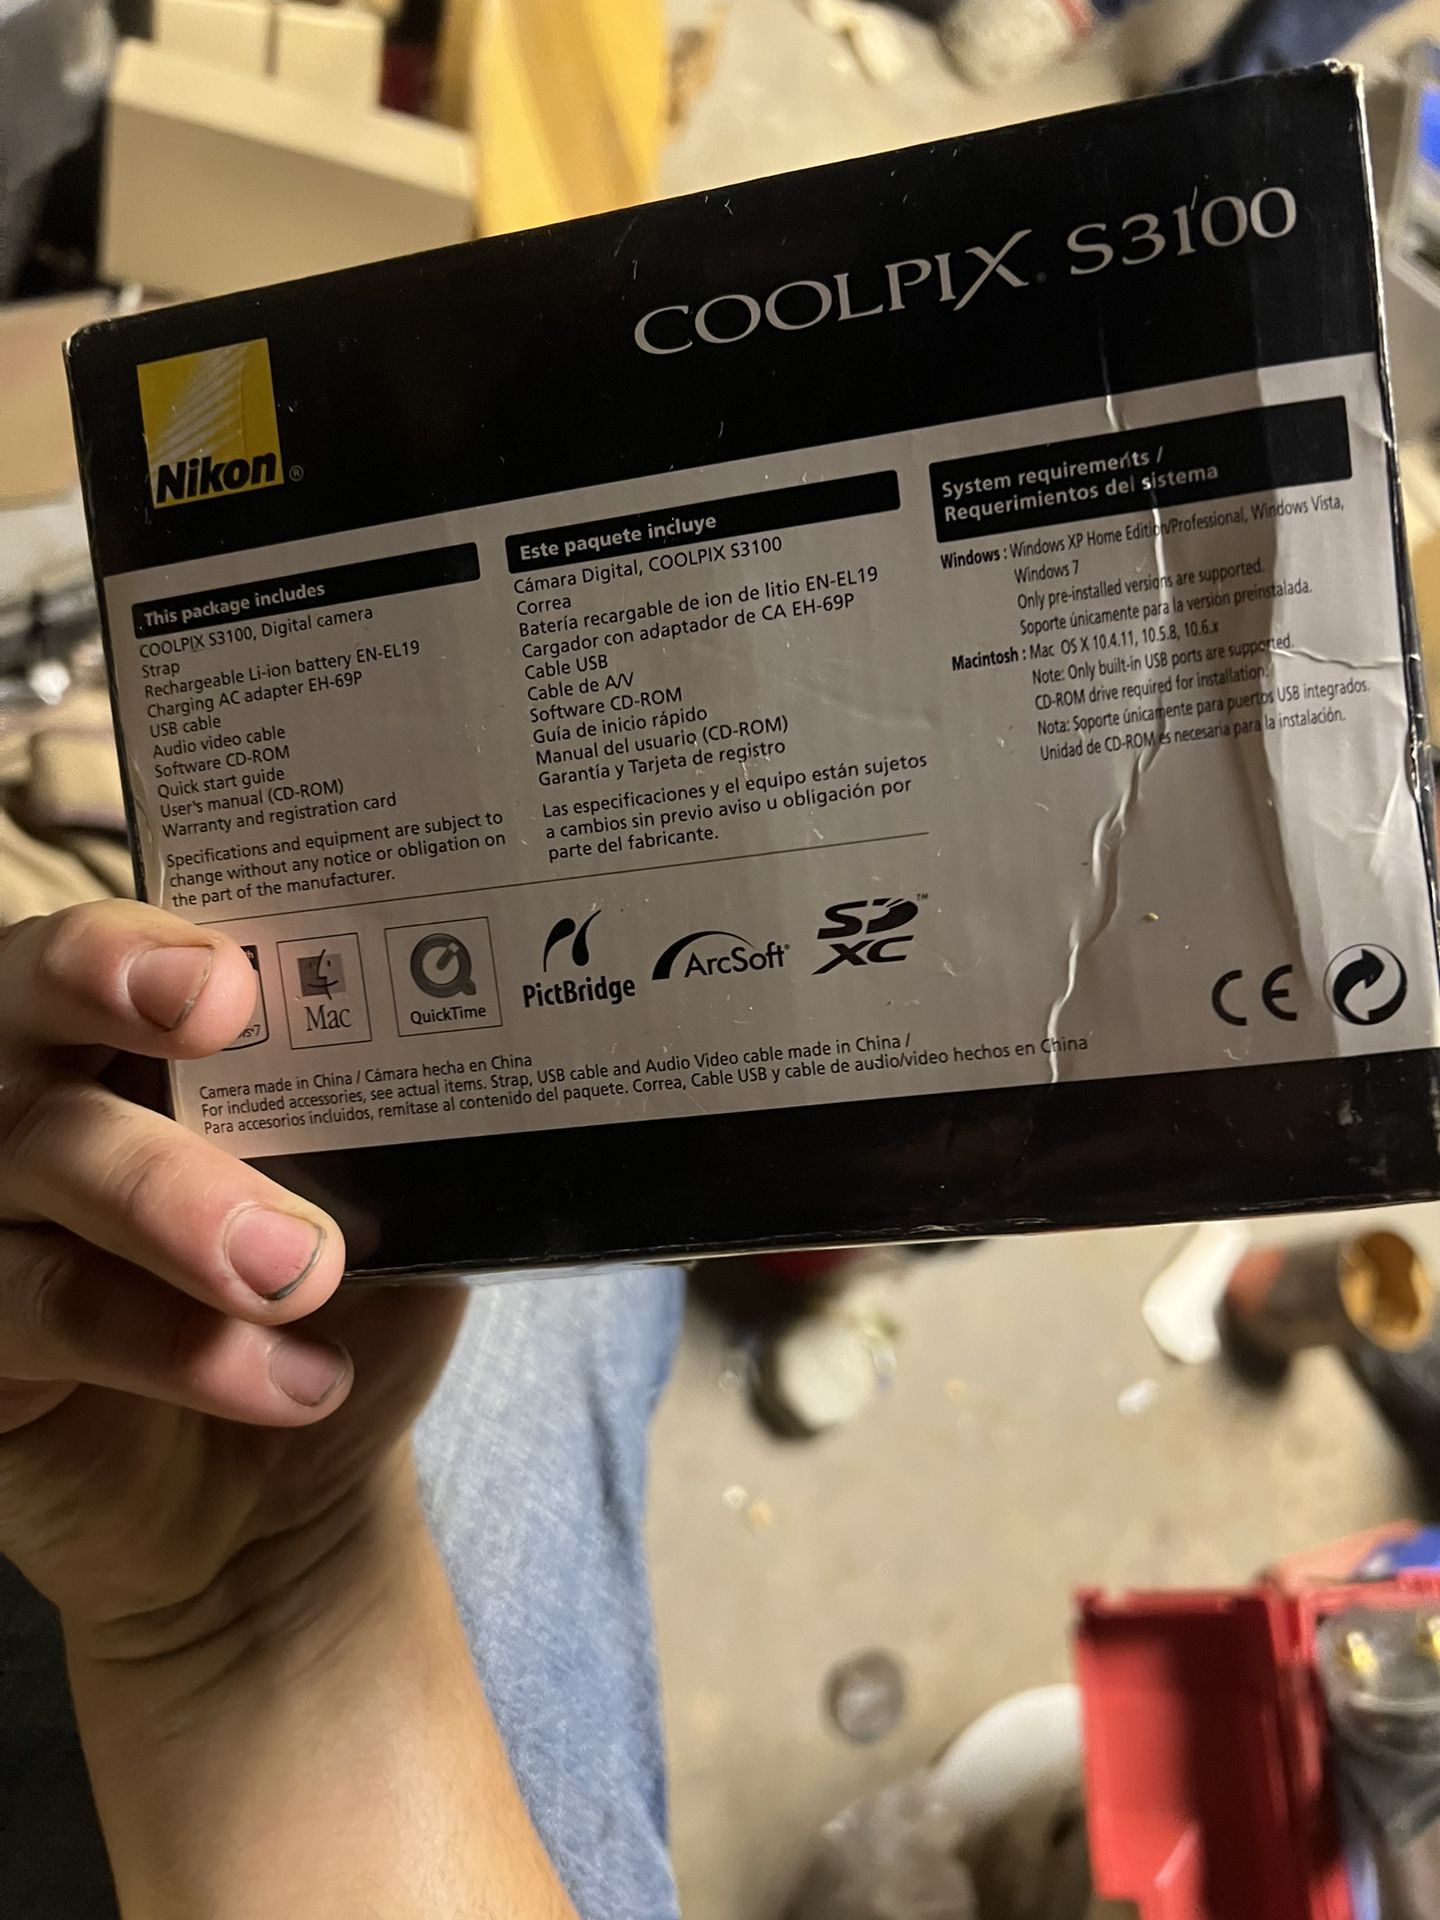 COOLPIX S3100
Nikon ®
This package includes
COOLPIX S3100, Digital camera
Strap
Rechargeable Li-ion battery EN-EL19
Charging AC adapter EH-69P
USB cable
Audio video cable
Software CD-ROM
Quick start guide
User's manual (CD-ROM)
Warranty and registration card
Specifications and equipment are subject to
change without any notice or obligation on
the part of the manufacturer.
Este paquete incluye
Cámara Digital, COOLPIX S3100
Correa
Batería recargable de ion de litio EN-EL19
Cargador con adaptador de CA EH-69P
Cable USB
Cable de A/V
Software CD-ROM
Guía de inicio rápido
Manual del usuario (CD-ROM)
Garantía y Tarjeta de registro
Las especificaciones y el equipo están sujetos
a cambios sin previo aviso u obligación por
parte del fabricante.
System requirements /
Requerimientos del sistema
Windows : Windows XP Home Edition/Professional, Windows Vista,
Windows 7
Only pre-installed versions are supported.
Soporte únicamente para la versión preinstalada.
Macintosh : Mac OS X 10.4.11, 10.5.8, 10.6.x
Note: Only built-in USB ports are supported.
CD-ROM drive required for installation.
Nota: Soporte únicamente para puertos USB integrados.
Unidad de CD-ROM es necesaria para la instalación.
Mac
QuickTime
PictBridge
ArcSoft
SD XC ™
CE
Camera made in China / Cámara hecha en China
For included accessories, see actual items. Strap, USB cable and Audio Video cable made in China /
Para accesorios incluidos, remítase al contenido del paquete. Correa, Cable USB y cable de audio/video hechos en China